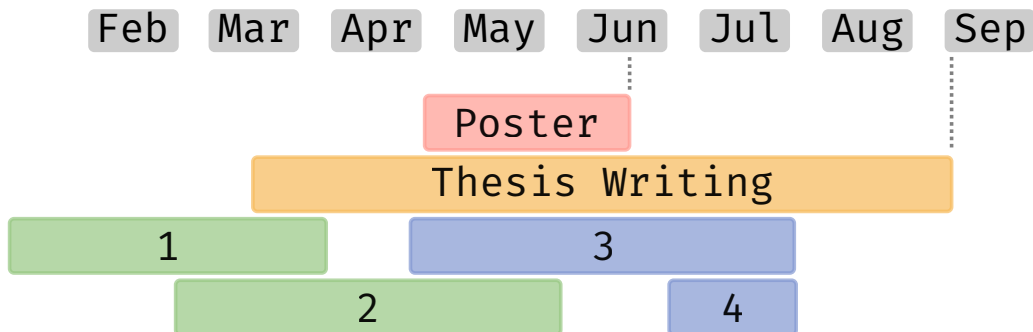 Feb Mar Apr May Jun Jul Aug Sep
Poster
Thesis Writing
1 3
2 4